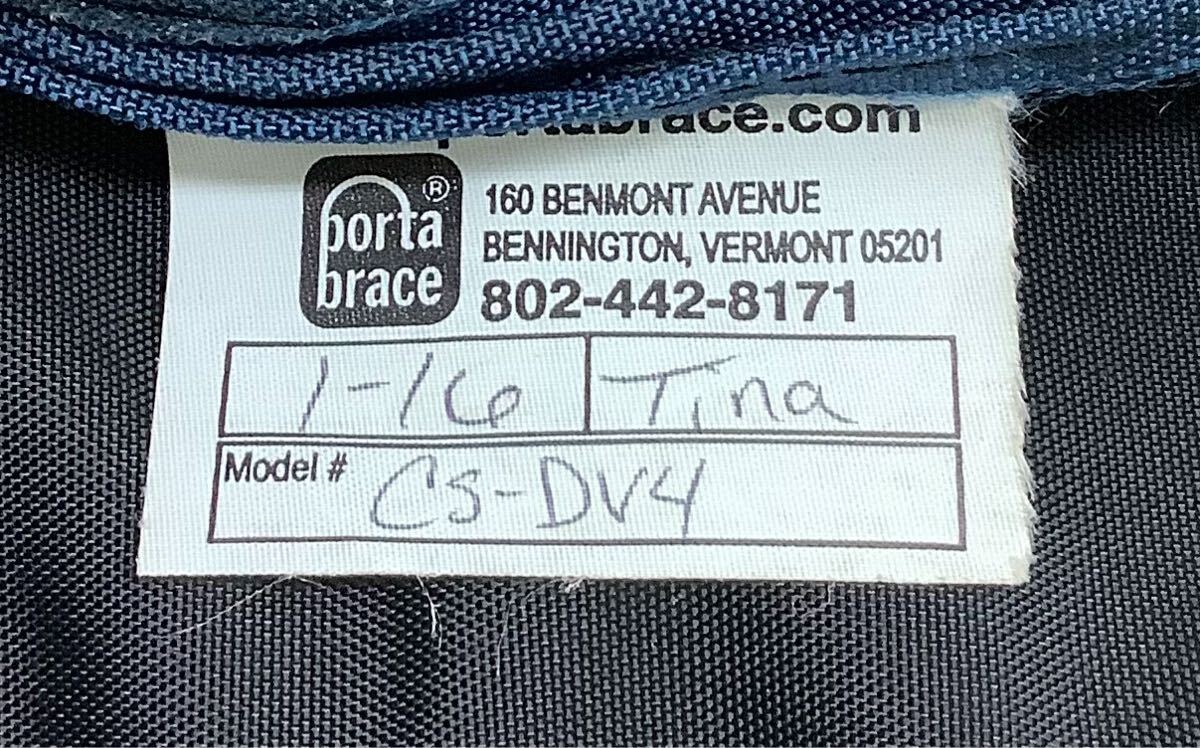 portabrace.com
porta brace ®
160 BENMONT AVENUE
BENNINGTON, VERMONT 05201
802-442-8171
1-16 Tina
Model # CS-DV4